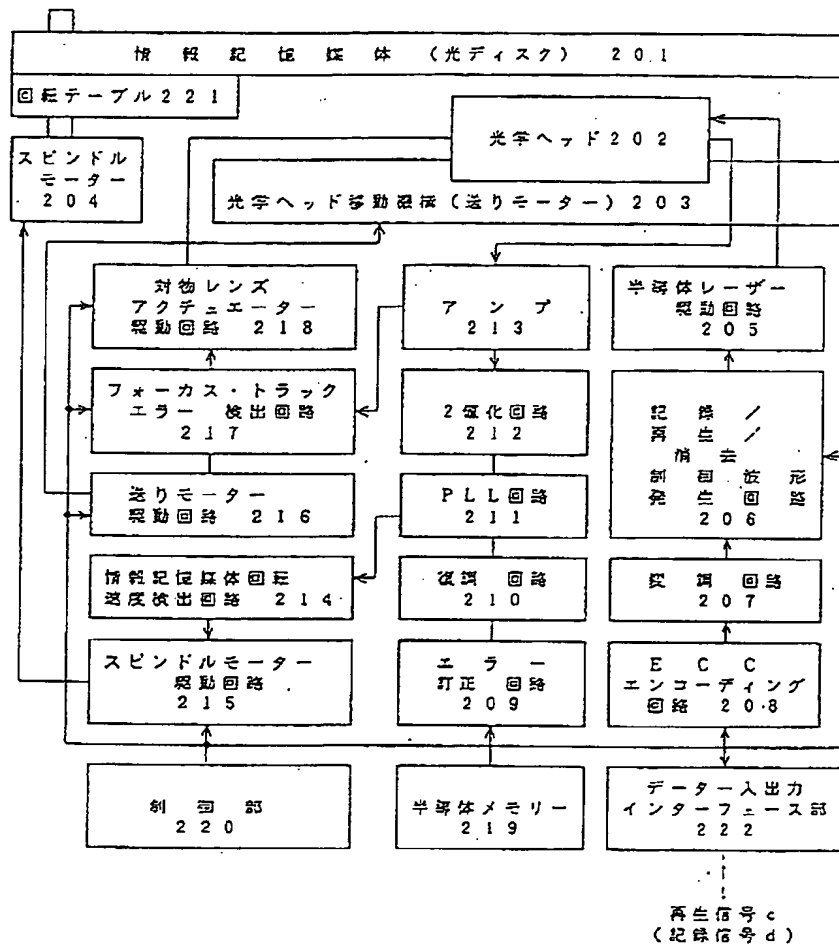 情報記憶媒体(光ディスク) 201
回転テーブル221
光学ヘッド202
スピンドル
モーター
204
光学ヘッド移動機構(送りモーター)203
対物レンズ
アクチュエーター
駆動回路 218
アンプ
213
半導体レーザー
駆動回路
205
フォーカス・トラック
エラー 検出回路
217
2値化回路
212
記録/
再生/
消去
制御波形
発生回路
206
送りモーター
駆動回路 216
PLL回路
211
情報記憶媒体回転
速度検出回路 214
復調回路
210
変調回路
207
スピンドルモーター
駆動回路
215
エラー
訂正 回路
209
ECC
エンコーディング
回路 208
制御部
220
半導体メモリー
219
データー入出力
インターフェース部
222
再生信号c
(記録信号d)